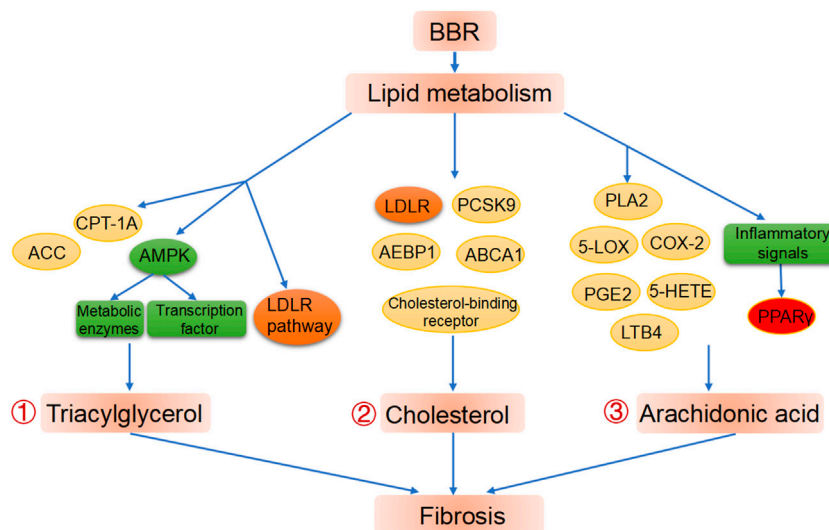 BBR
Lipid metabolism
CPT-1A
ACC
AMPK
Metabolic
enzymes
Transcription
factor
LDLR
pathway
LDLR
PCSK9
AEBP1
ABCA1
Cholesterol-binding
receptor
PLA2
5-LOX
COX-2
PGE2
5-HETE
LTB4
Inflammatory
signals
PPARγ
① Triacylglycerol
② Cholesterol
③ Arachidonic acid
Fibrosis